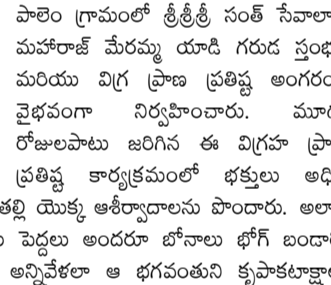 పాలెం గ్రామంలో శ్రీశ్రీశ్రీ సంత్ సేవాలా
మహారాజ్ మేరమ్మ యాడి గరుడ స్తంభ
మరియు విగ్ర ప్రాణ ప్రతిష్ట అంగరం
వైభవంగా నిర్వహించారు. మూ
రోజులపాటు జరిగిన ఈ విగ్రహ ప్రా
ప్రతిష్ట కార్యక్రమంలో భక్తులు అధి
తల్లి యొక్క ఆశీర్వాదాలను పొందారు. అలా
పెద్దలు అందరూ బోనాలు భోగ్ బండా
అన్నివేళలా ఆ భగవంతుని కృపాకటాక్షా